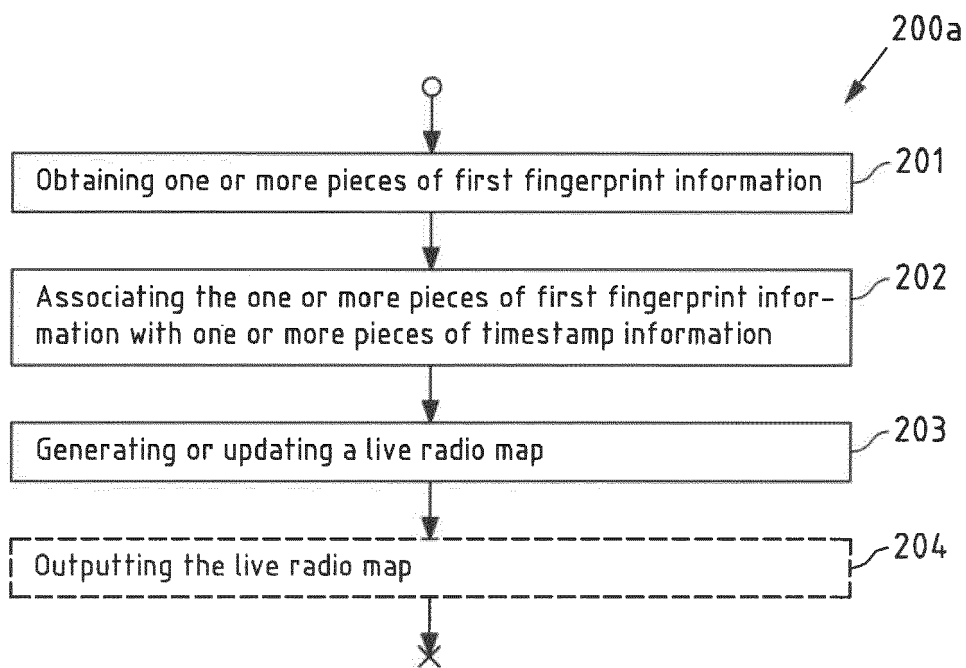 200a
Obtaining one or more pieces of first fingerprint information
201
Associating the one or more pieces of first fingerprint infor-
mation with one or more pieces of timestamp information
202
Generating or updating a live radio map
203
Outputting the live radio map
204